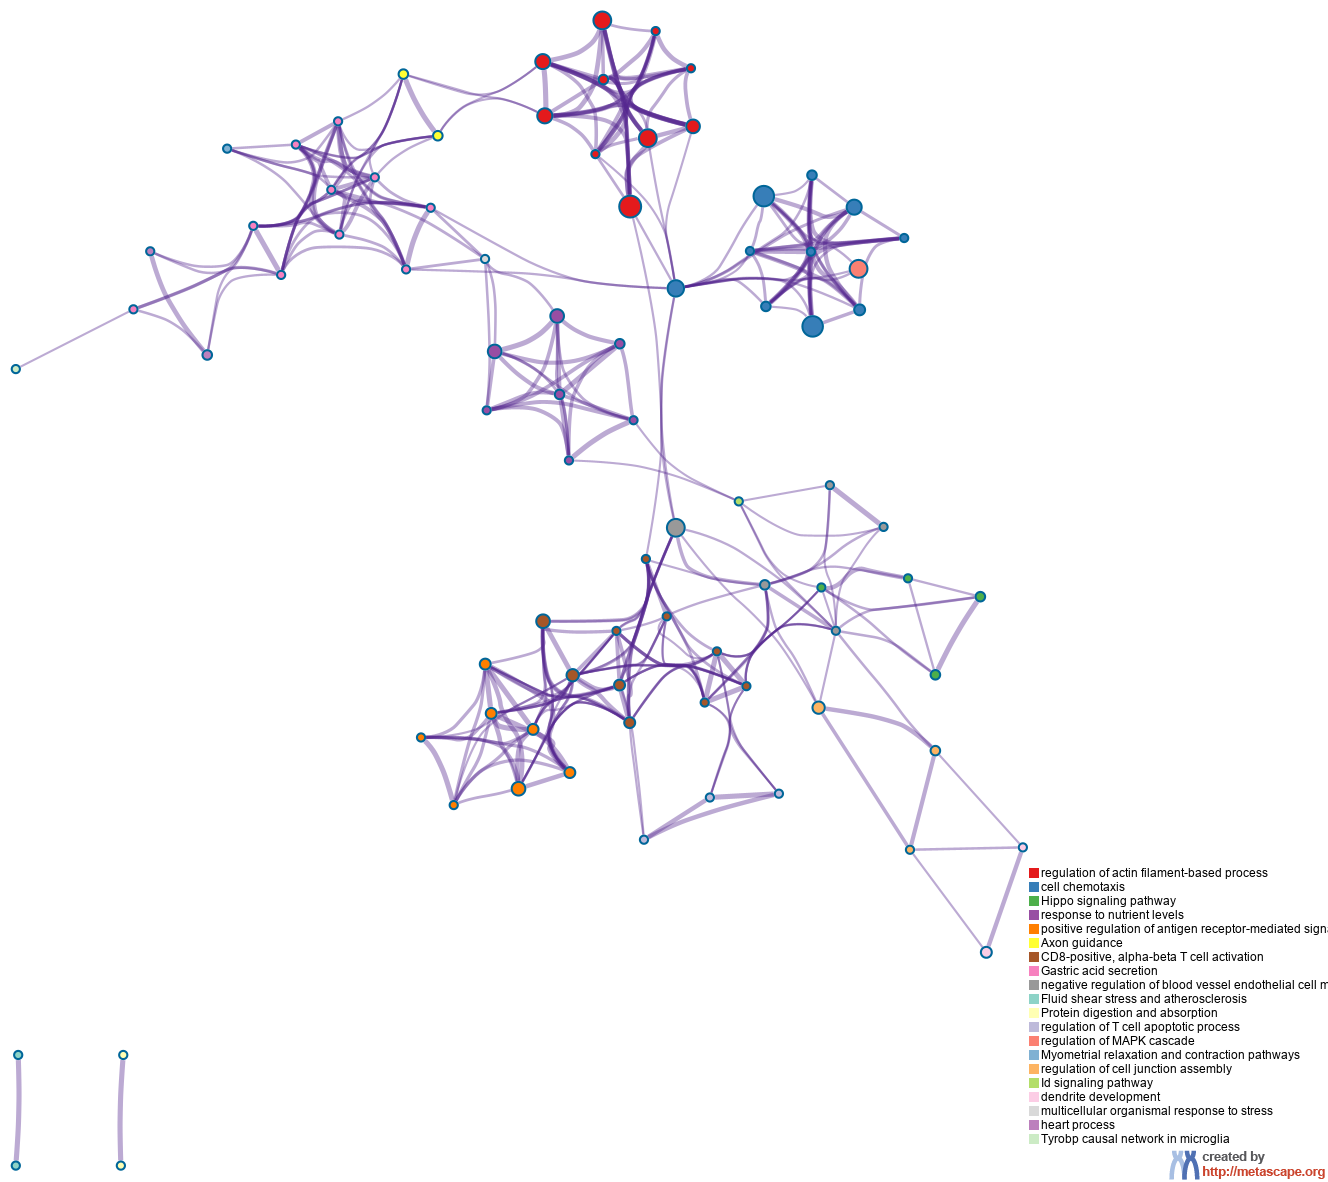 regulation of actin filament-based process
cell chemotaxis
Hippo signaling pathway
response to nutrient levels
positive regulation of antigen receptor-mediated signa
Axon guidance
CD8-positive, alpha-beta T cell activation
Gastric acid secretion
negative regulation of blood vessel endothelial cell m
Fluid shear stress and atherosclerosis
Protein digestion and absorption
regulation of T cell apoptotic process
regulation of MAPK cascade
Myometrial relaxation and contraction pathways
regulation of cell junction assembly
Id signaling pathway
dendrite development
multicellular organismal response to stress
heart process
Tyrobp causal network in microglia
created by
http://metascape.org